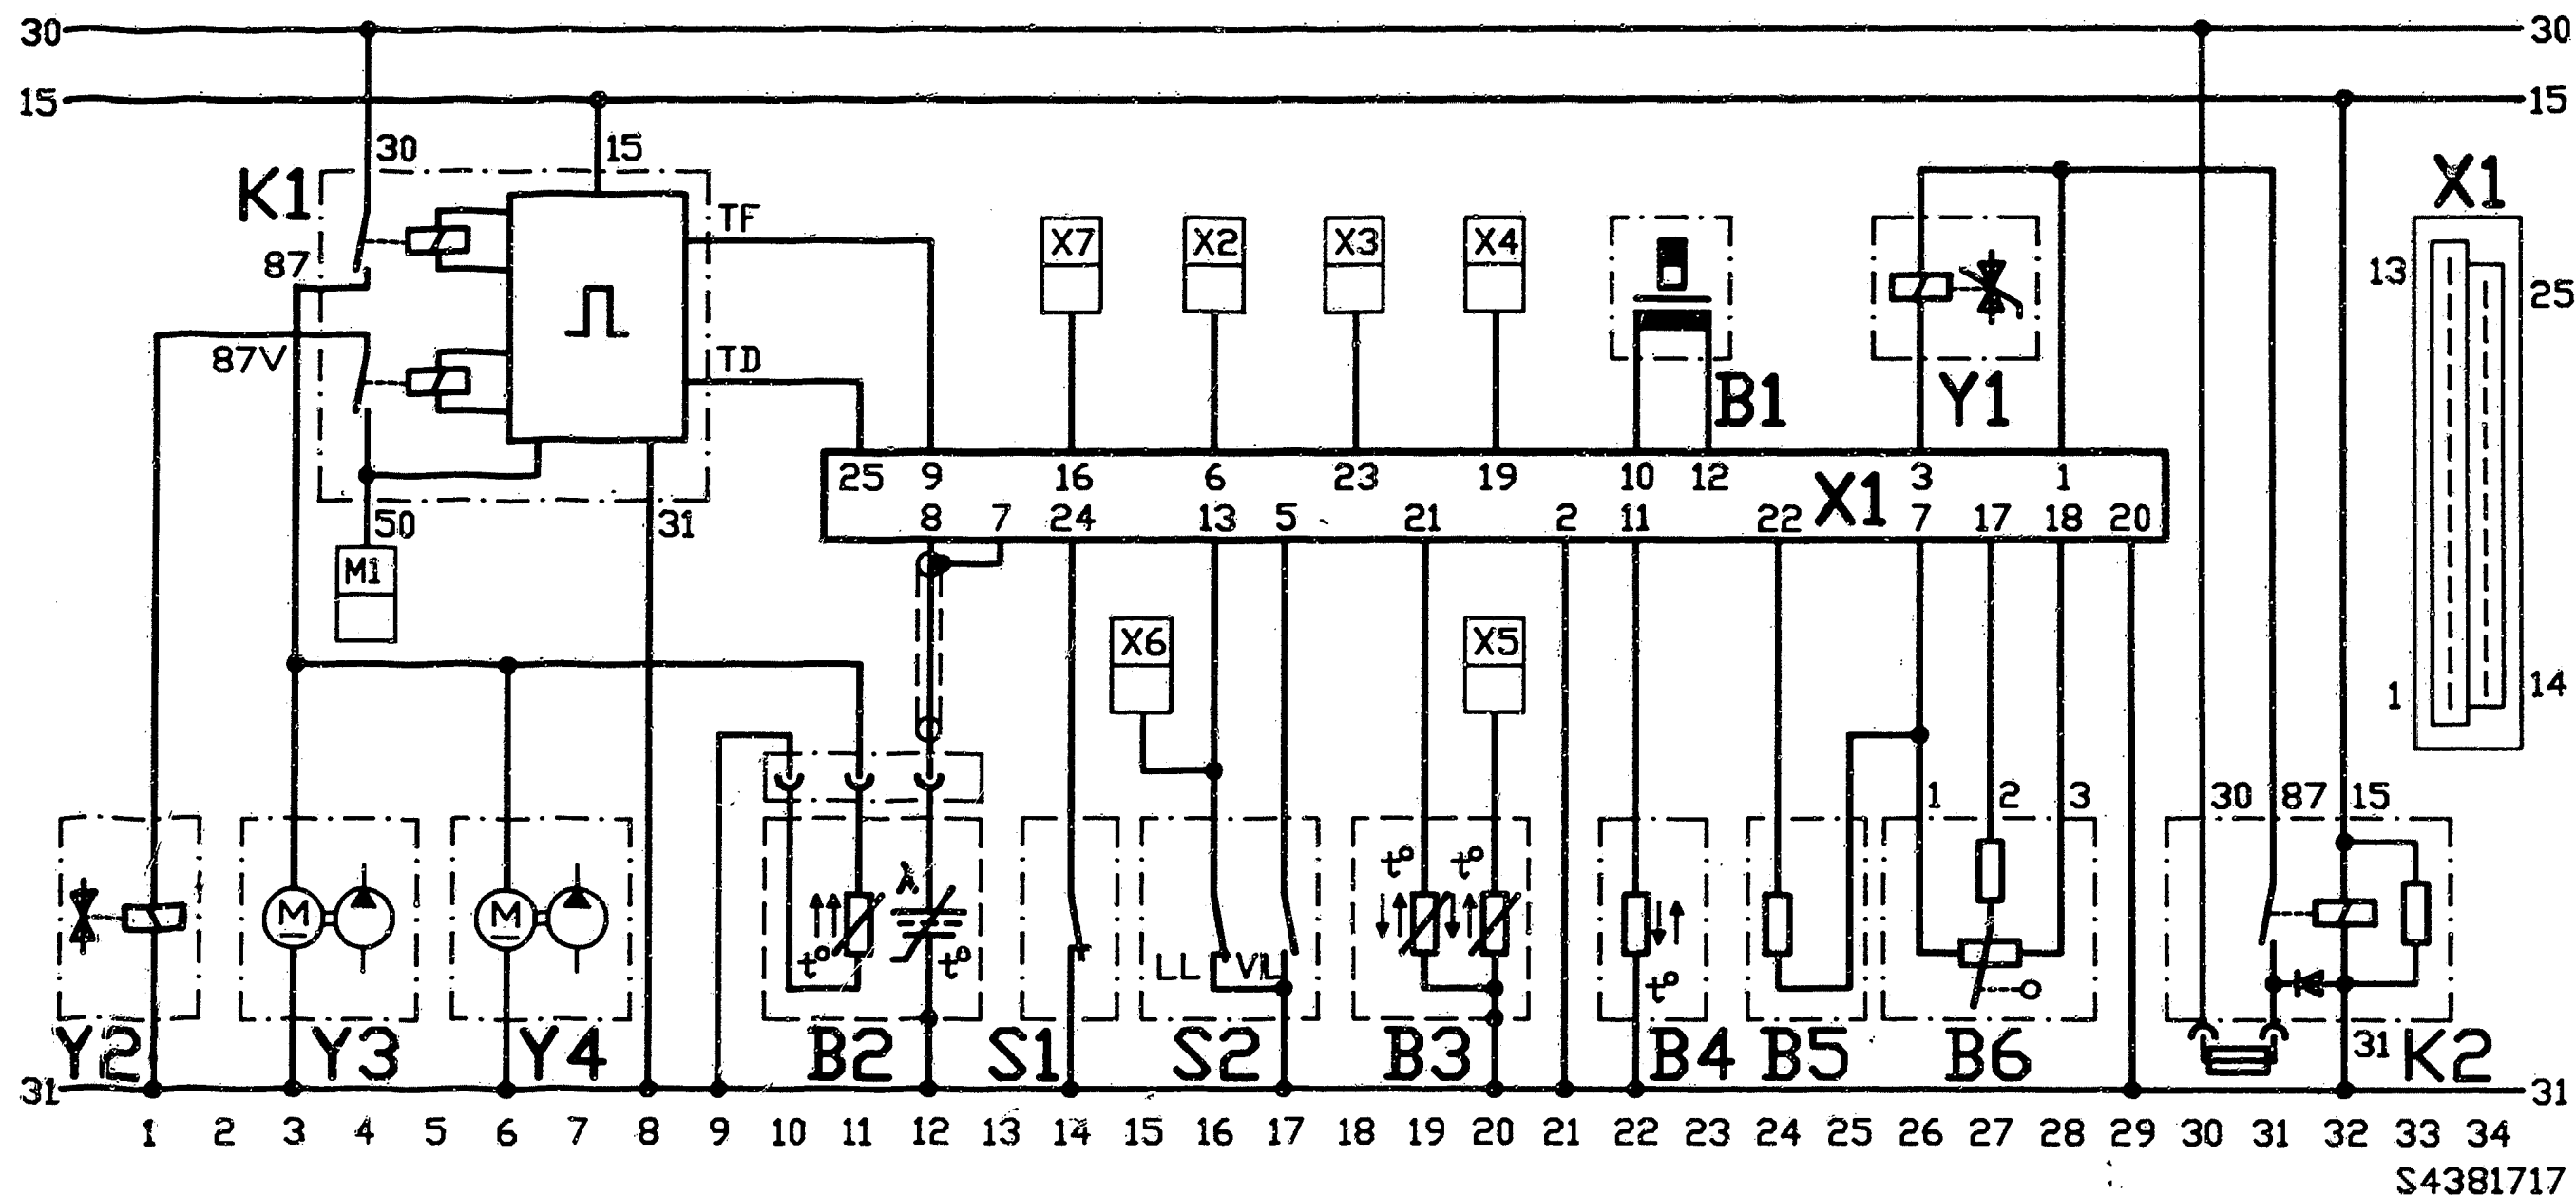 30 30
15 15
30 15 X1
K1 TF
X7 X2 X3 X4
87 13 25
87V TD
B1 Y1
25 9 16 6 23 19 10 12 3 1
X1
8 7 24 13 5 21 2 11 22 7 17 18 20
50 31
M1
X6 X5
1 14
1 2 3 30 87 15
M M λ t° t°
t° t° LL VL t°
Y2 Y3 Y4 B2 S1 S2 B3 B4 B5 B6 31 K2
31 31
1 2 3 4 5 6 7 8 9 10 11 12 13 14 15 16 17 18 19 20 21 22 23 24 25 26 27 28 29 30 31 32 33 34
S4381717